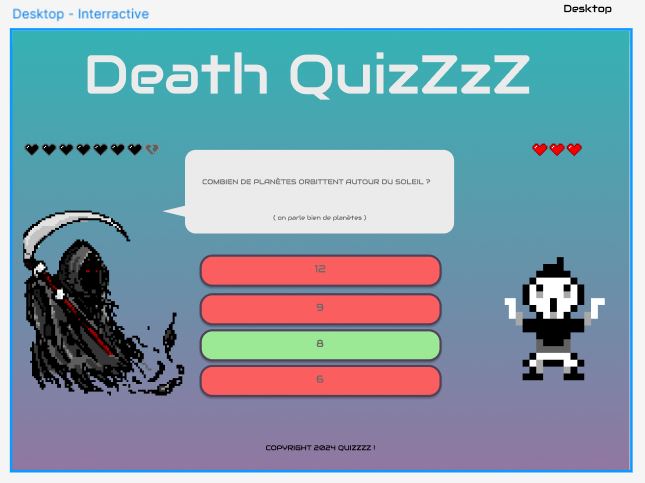 Desktop - Interractive
Desktop
Death QuizZzZ
COMBIEN DE PLANÈTES ORBITTENT AUTOUR DU SOLEIL ?
( on parle bien de planètes )
12
9
8
6
COPYRIGHT 2024 QUIZZZZ !